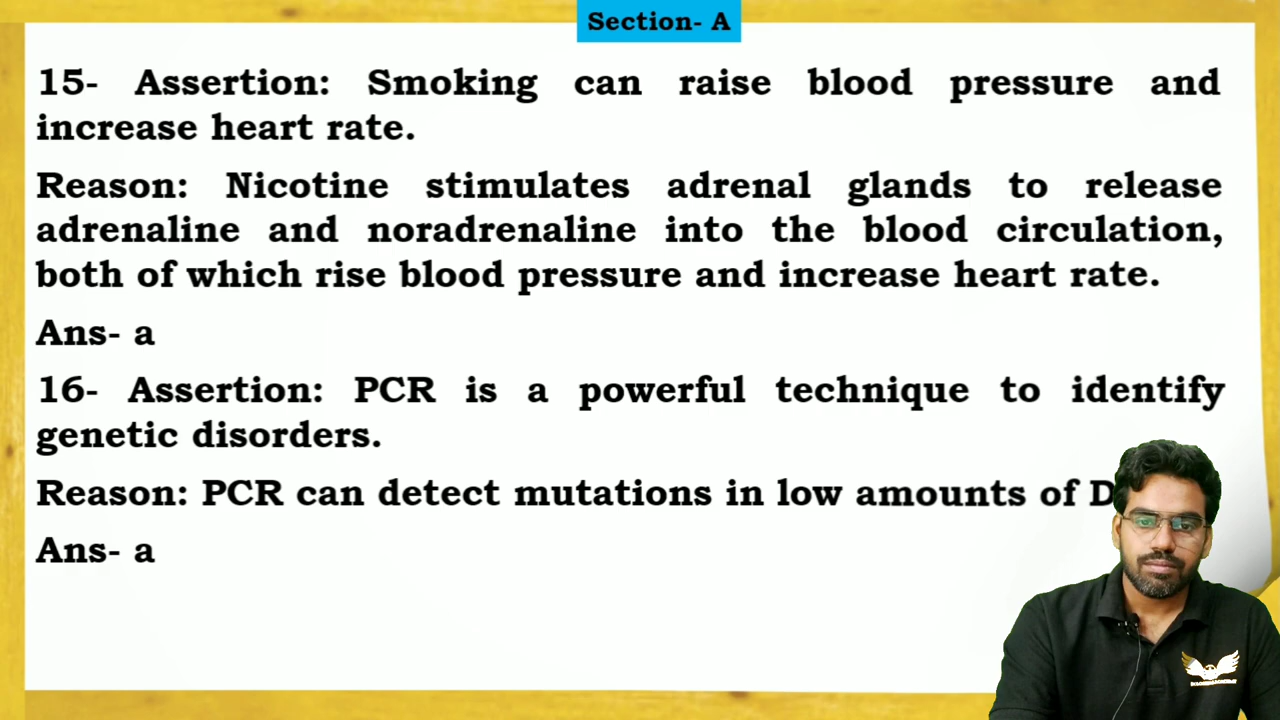 Section- A
15- Assertion: Smoking can raise blood pressure and
increase heart rate.
Reason: Nicotine stimulates adrenal glands to release
adrenaline and noradrenaline into the blood circulation,
both of which rise blood pressure and increase heart rate.
Ans- a
16- Assertion: PCR is a powerful technique to identify
genetic disorders.
Reason: PCR can detect mutations in low amounts of
Ans- a